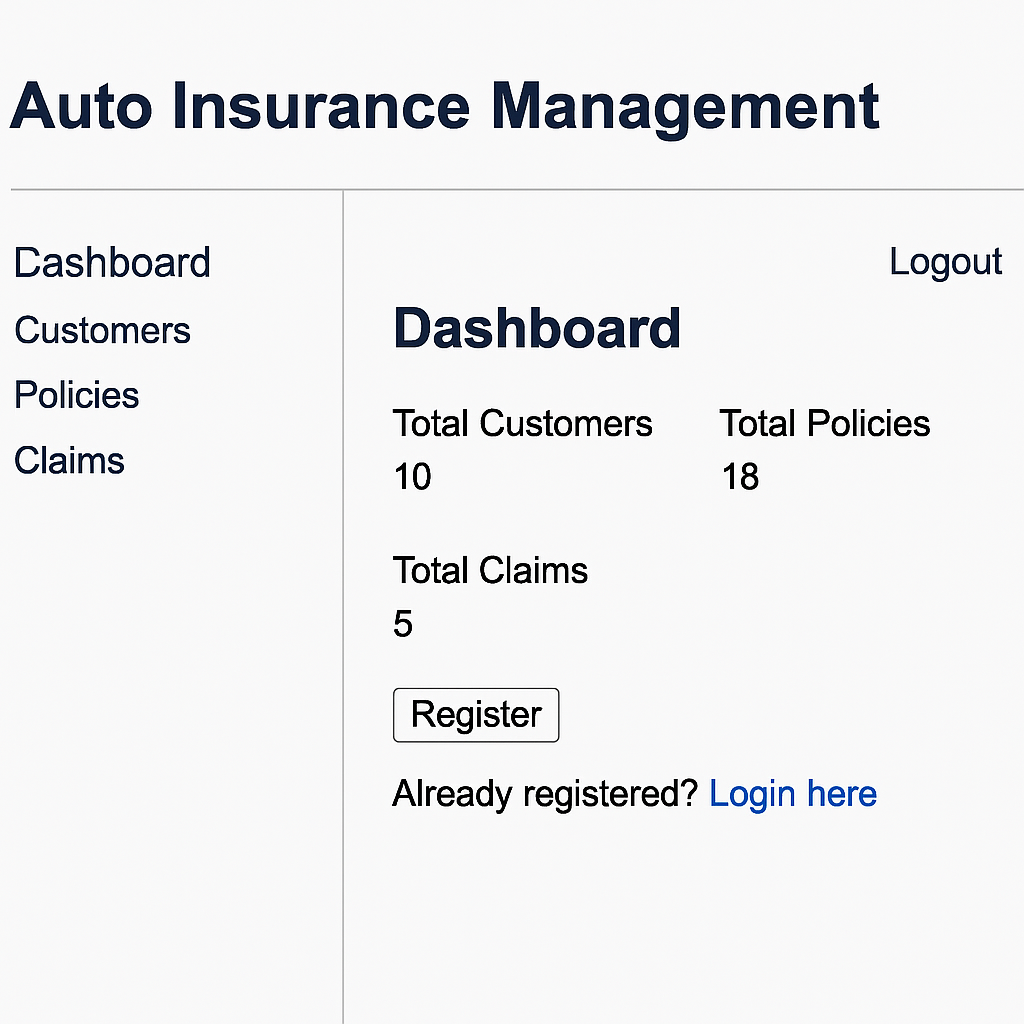 Auto Insurance Management
Dashboard
Customers
Policies
Claims
Logout
Dashboard
Total Customers
10
Total Policies
18
Total Claims
5
Register
Already registered? Login here